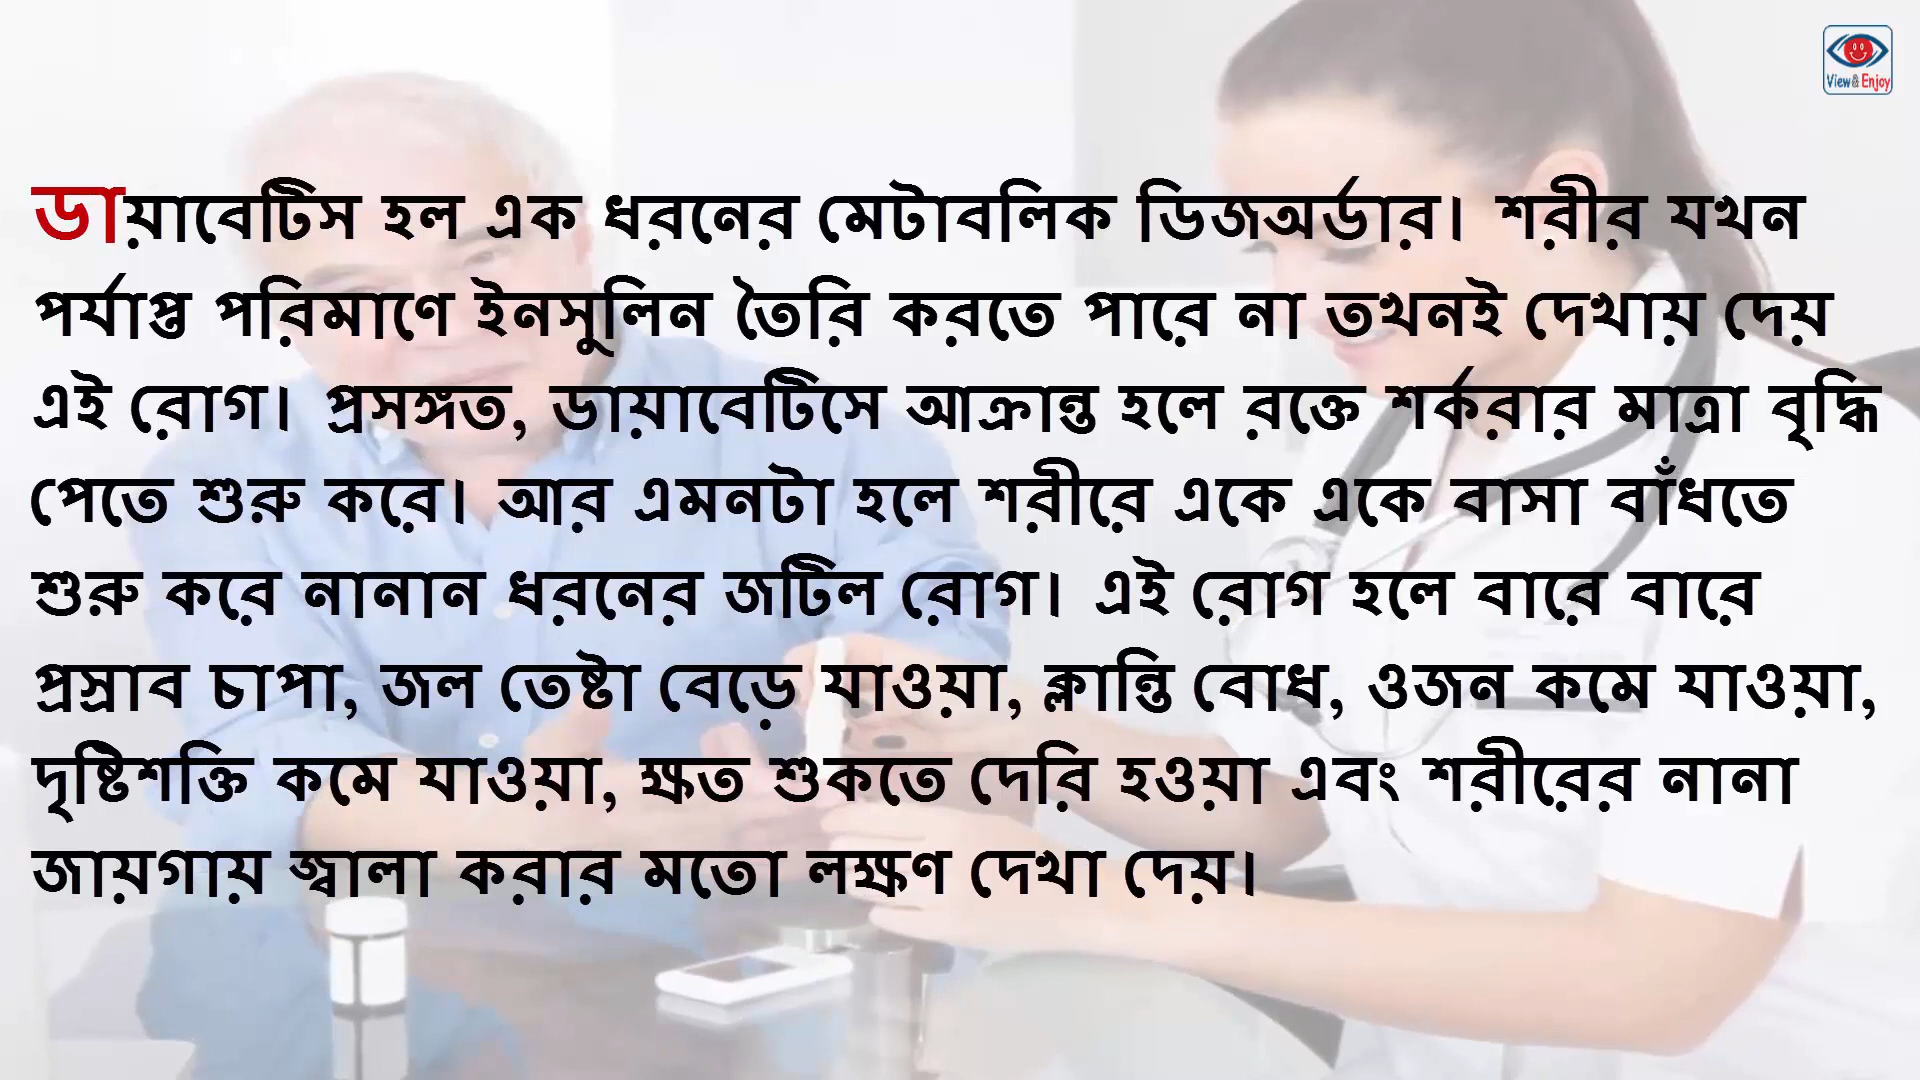 View & Enjoy
ডায়াবেটিস হল এক ধরনের মেটাবলিক ডিজঅর্ডার। শরীর যখন
পর্যাপ্ত পরিমাণে ইনসুলিন তৈরি করতে পারে না তখনই দেখায় দেয়
এই রোগ। প্রসঙ্গত, ডায়াবেটিসে আক্রান্ত হলে রক্তে শর্করার মাত্রা বৃদ্ধি
পেতে শুরু করে। আর এমনটা হলে শরীরে একে একে বাসা বাঁধতে
শুরু করে নানান ধরনের জটিল রোগ। এই রোগ হলে বারে বারে
প্রস্রাব চাপা, জল তেষ্টা বেড়ে যাওয়া, ক্লান্তি বোধ, ওজন কমে যাওয়া,
দৃষ্টিশক্তি কমে যাওয়া, ক্ষত শুকতে দেরি হওয়া এবং শরীরের নানা
জায়গায় জ্বালা করার মতো লক্ষণ দেখা দেয়।